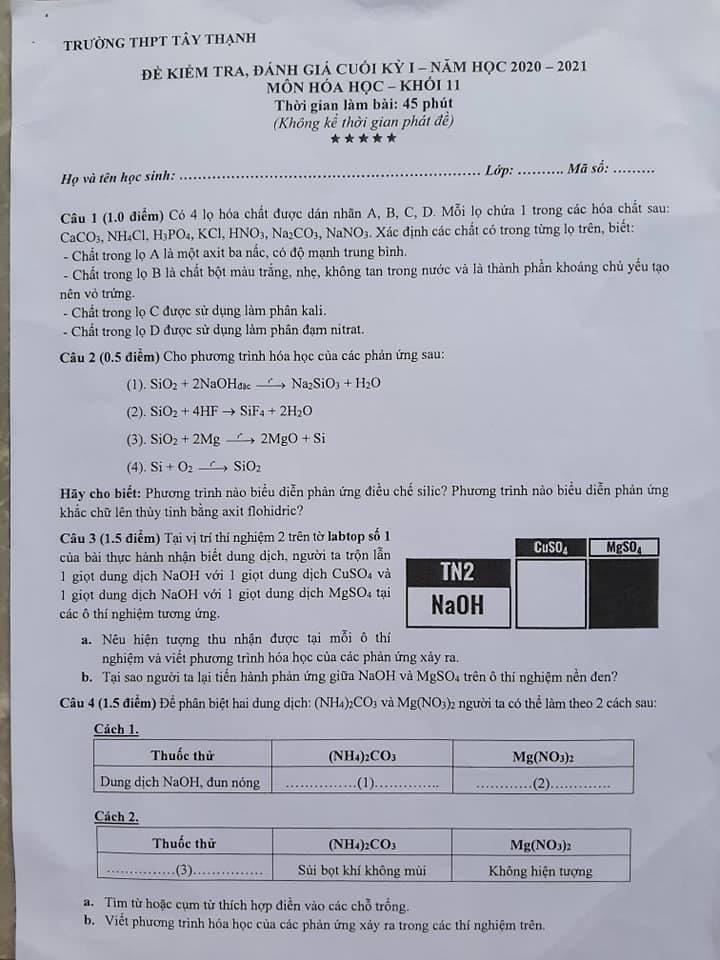 TRƯỜNG THPT TÂY THẠNH
ĐỀ KIỂM TRA, ĐÁNH GIÁ CUỐI KỲ I – NĂM HỌC 2020 – 2021
MÔN HÓA HỌC – KHỐI 11
Thời gian làm bài: 45 phút
(Không kể thời gian phát đề)
★★★★★
Họ và tên học sinh: ........................................................ Lớp: .......... Mã số: .........
Câu 1 (1.0 điểm) Có 4 lọ hóa chất được dán nhãn A, B, C, D. Mỗi lọ chứa 1 trong các hóa chất sau:
CaCO₃, NH₄Cl, H₃PO₄, KCl, HNO₃, Na₂CO₃, NaNO₃. Xác định các chất có trong từng lọ trên, biết:
- Chất trong lọ A là một axit ba nấc, có độ mạnh trung bình.
- Chất trong lọ B là chất bột màu trắng, nhẹ, không tan trong nước và là thành phần khoáng chủ yếu tạo
nên vỏ trứng.
- Chất trong lọ C được sử dụng làm phân kali.
- Chất trong lọ D được sử dụng làm phân đạm nitrat.
Câu 2 (0.5 điểm) Cho phương trình hóa học của các phản ứng sau:
(1). SiO₂ + 2NaOHđặc —t°→ Na₂SiO₃ + H₂O
(2). SiO₂ + 4HF → SiF₄ + 2H₂O
(3). SiO₂ + 2Mg —t°→ 2MgO + Si
(4). Si + O₂ —t°→ SiO₂
Hãy cho biết: Phương trình nào biểu diễn phản ứng điều chế silic? Phương trình nào biểu diễn phản ứng
khắc chữ lên thủy tinh bằng axit flohidric?
Câu 3 (1.5 điểm) Tại vị trí thí nghiệm 2 trên tờ labtop số 1
của bài thực hành nhận biết dung dịch, người ta trộn lẫn
1 giọt dung dịch NaOH với 1 giọt dung dịch CuSO₄ và
1 giọt dung dịch NaOH với 1 giọt dung dịch MgSO₄ tại
các ô thí nghiệm tương ứng.
CuSO₄ MgSO₄
TN2
NaOH
a. Nêu hiện tượng thu nhận được tại mỗi ô thí
nghiệm và viết phương trình hóa học của các phản ứng xảy ra.
b. Tại sao người ta lại tiến hành phản ứng giữa NaOH và MgSO₄ trên ô thí nghiệm nền đen?
Câu 4 (1.5 điểm) Để phân biệt hai dung dịch: (NH₄)₂CO₃ và Mg(NO₃)₂ người ta có thể làm theo 2 cách sau:
Cách 1.
Thuốc thử (NH₄)₂CO₃ Mg(NO₃)₂
Dung dịch NaOH, đun nóng ...............(1).............. ............(2).............
Cách 2.
Thuốc thử (NH₄)₂CO₃ Mg(NO₃)₂
...............(3)............... Sủi bọt khí không mùi Không hiện tượng
a. Tìm từ hoặc cụm từ thích hợp điền vào các chỗ trống.
b. Viết phương trình hóa học của các phản ứng xảy ra trong các thí nghiệm trên.